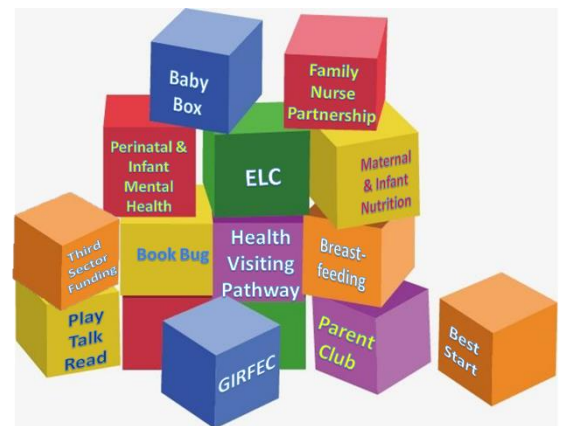 Baby
Box
Family
Nurse
Partnership
Perinatal &
Infant
Mental
Health
ELC
Maternal
& Infant
Nutrition
Third
Sector
Funding
Book Bug
Health
Visiting
Pathway
Breast-
feeding
Play
Talk
Read
GIRFEC
Parent
Club
Best
Start